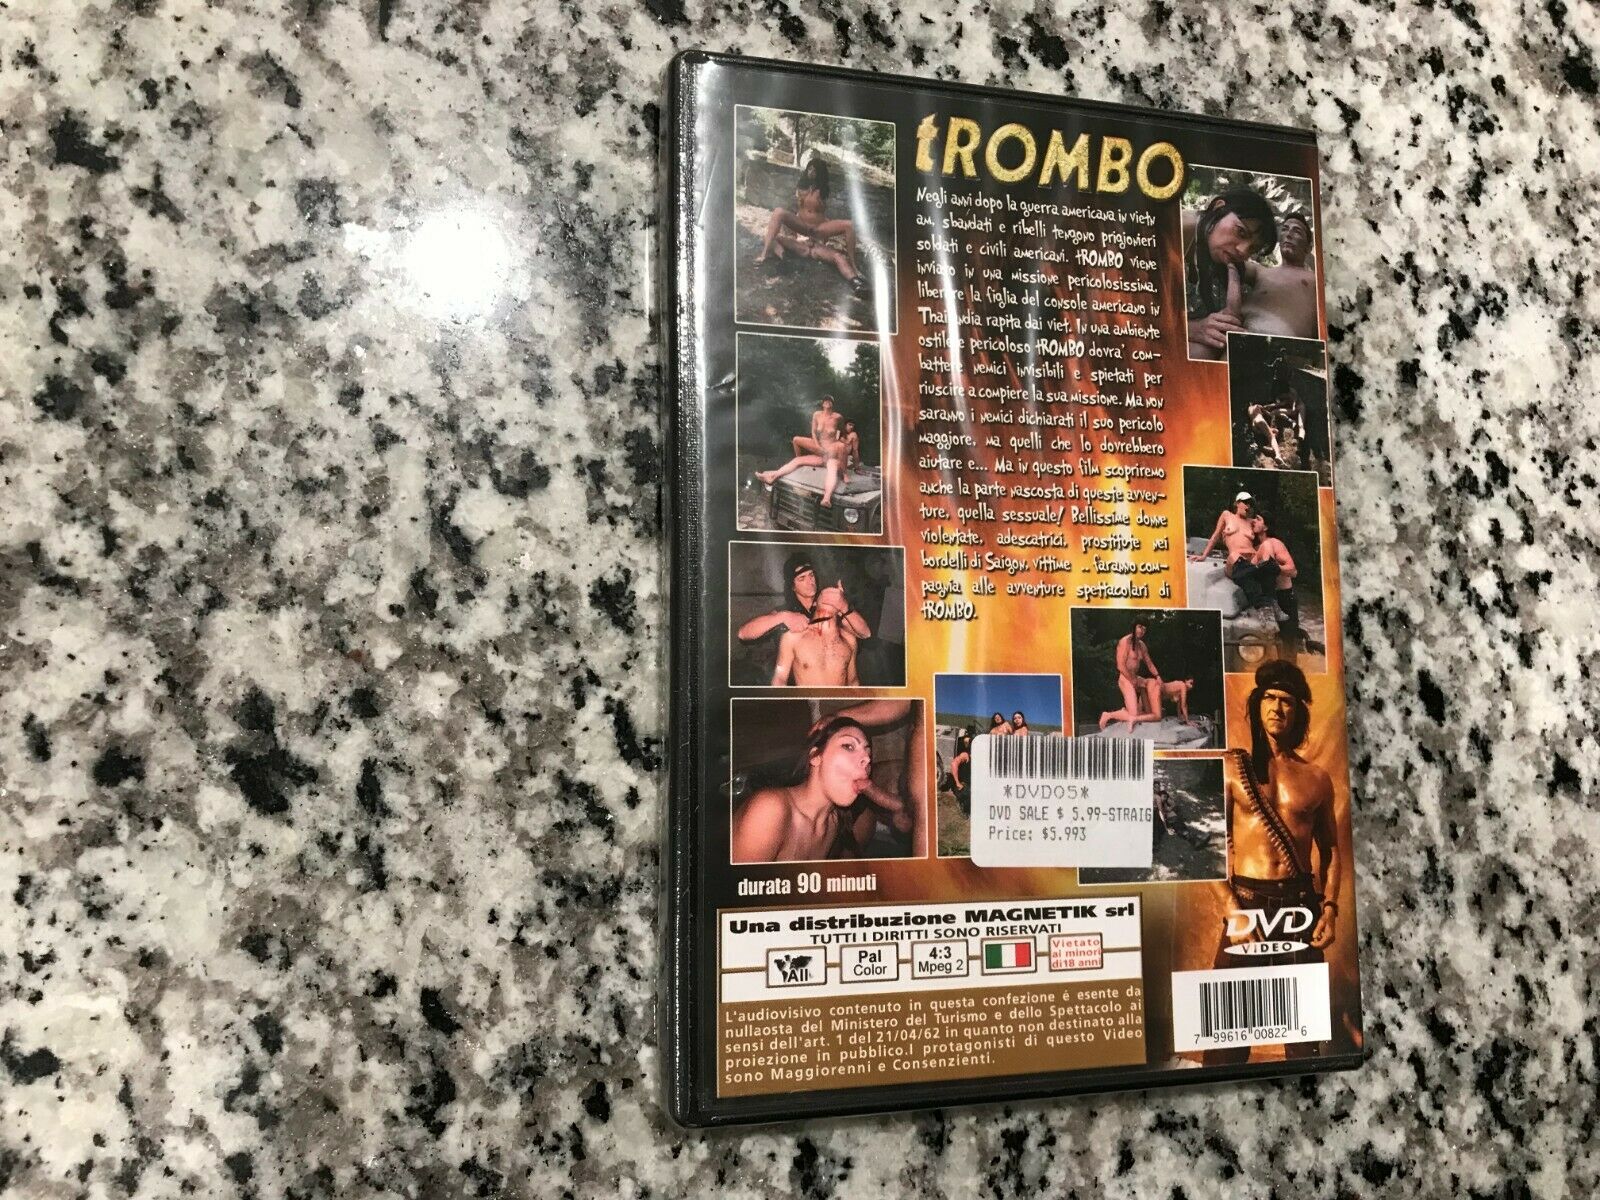 tROMBO
Negli anni dopo la guerra americana in vietn
am, sbandati e ribelli tengono prigionieri
soldati e civili americani. tROMBO viene
inviato in una missione pericolosissima,
liberare la figlia del console americano in
Thailandia rapita dai viet. In una ambiente
ostile e pericoloso tROMBO dovra' com-
battere nemici invisibili e spietati per
riuscire a compiere la sua missione. Ma non
saranno i nemici dichiarati il suo pericolo
maggiore, ma quelli che lo dovrebbero
aiutare e... Ma in questo film scopriremo
anche la parte nascosta di queste avven-
ture, quella sessuale! Bellissime donne
violentate, adescatrici, prostitute nei
bordelli di Saigon, vittime .. faranno com-
pagnia alle avventure spettacolari di
tROMBO.
*DVD05*
DVD SALE $ 5.99-STRAIG
Price: $5.993
durata 90 minuti
Una distribuzione MAGNETIK srl
TUTTI I DIRITTI SONO RISERVATI
All
Pal
Color
4:3
Mpeg 2
Vietato
ai minori
di 18 anni
L'audiovisivo contenuto in questa confezione é esente da
nullaosta del Ministero del Turismo e dello Spettacolo ai
sensi dell'art. 1 del 21/04/62 in quanto non destinato alla
proiezione in pubblico.I protagonisti di questo Video
sono Maggiorenni e Consenzienti.
DVD
VIDEO
7 99616 00822 6